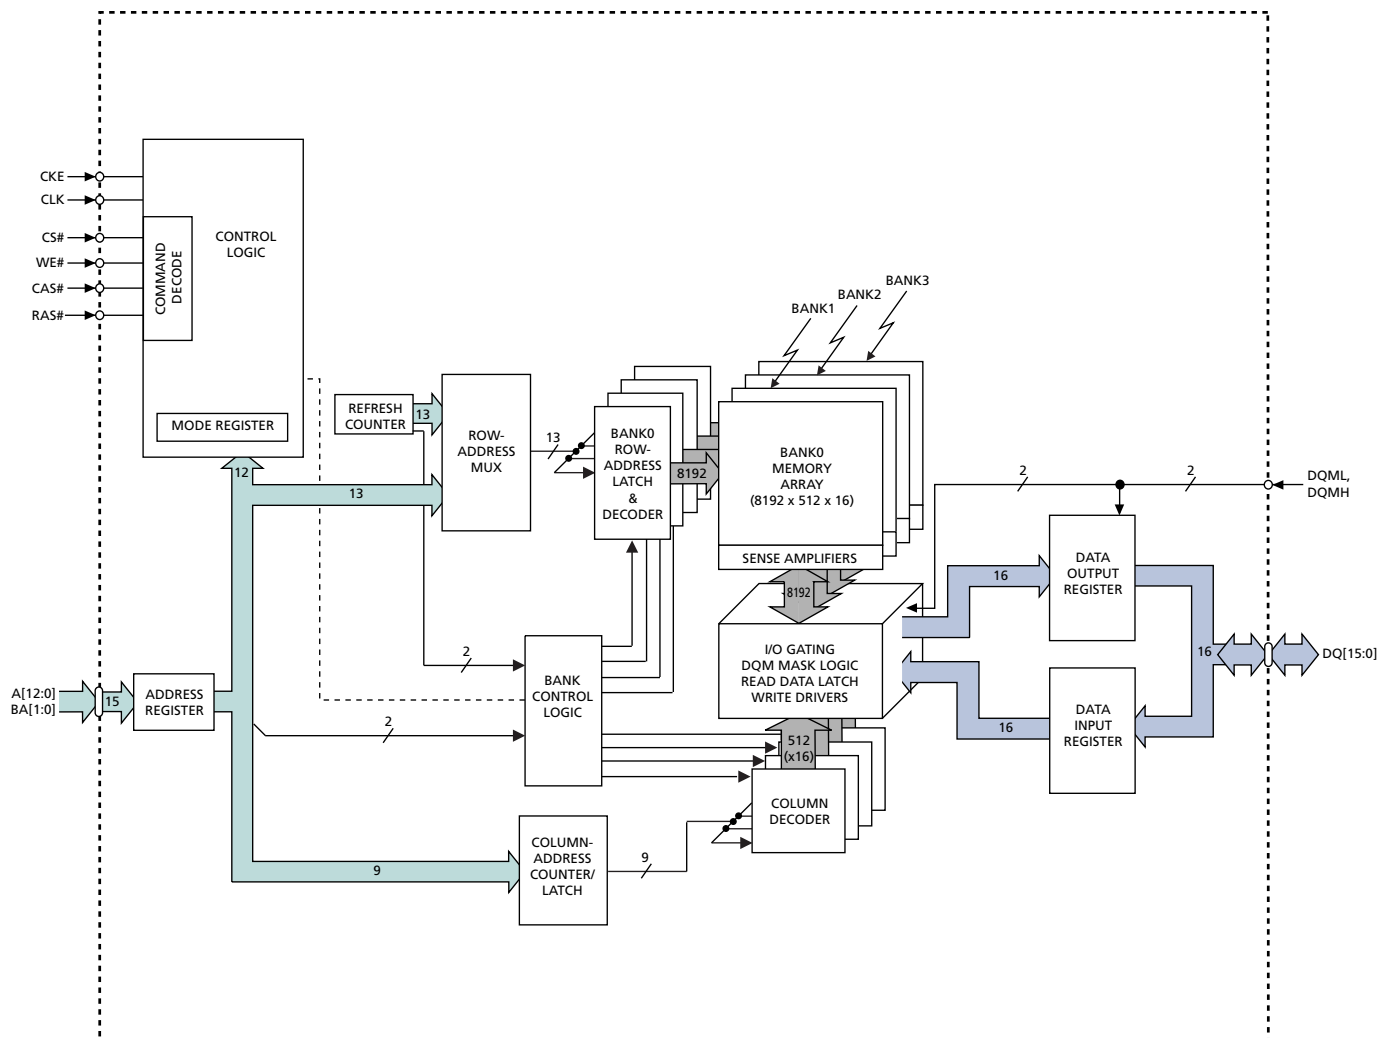 CKE
CLK
CS#
WE#
CAS#
RAS#
CONTROL
LOGIC
COMMAND
DECODE
MODE REGISTER
12
13
REFRESH
COUNTER
13
ROW-
ADDRESS
MUX
13
BANK0
ROW-
ADDRESS
LATCH
&
DECODER
8192
BANK1
BANK2
BANK3
BANK0
MEMORY
ARRAY
(8192 x 512 x 16)
SENSE AMPLIFIERS
8192
I/O GATING
DQM MASK LOGIC
READ DATA LATCH
WRITE DRIVERS
2
2
DQML,
DQMH
16
DATA
OUTPUT
REGISTER
16
DQ[15:0]
16
DATA
INPUT
REGISTER
A[12:0]
BA[1:0]
15
ADDRESS
REGISTER
2
2
BANK
CONTROL
LOGIC
512
(x16)
COLUMN
DECODER
9
COLUMN-
ADDRESS
COUNTER/
LATCH
9